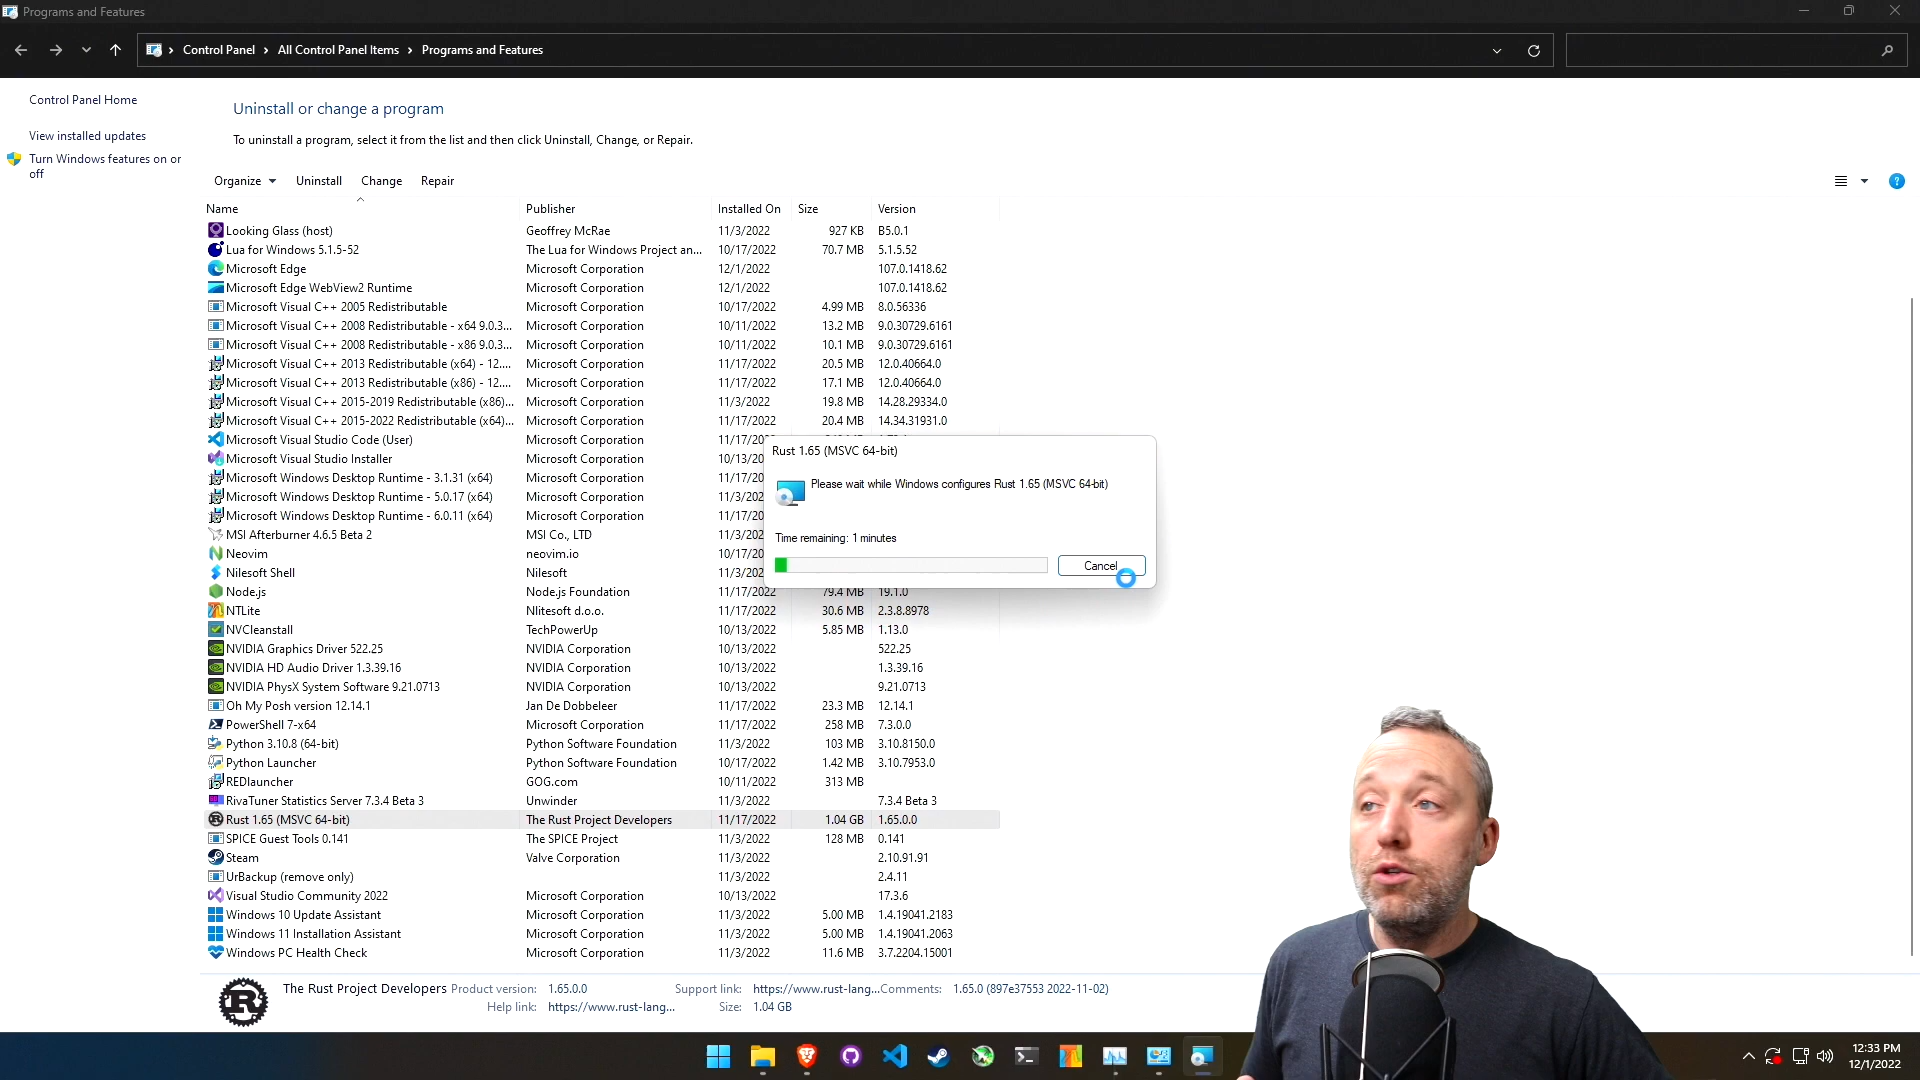 Programs and Features
Control Panel > All Control Panel Items > Programs and Features
Control Panel Home
View installed updates
Turn Windows features on or
off
Uninstall or change a program
To uninstall a program, select it from the list and then click Uninstall, Change, or Repair.
Organize Uninstall Change Repair
Name Publisher Installed On Size Version
Looking Glass (host) Geoffrey McRae 11/3/2022 927 KB B5.0.1
Lua for Windows 5.1.5-52 The Lua for Windows Project an... 10/17/2022 70.7 MB 5.1.5.52
Microsoft Edge Microsoft Corporation 12/1/2022 107.0.1418.62
Microsoft Edge WebView2 Runtime Microsoft Corporation 12/1/2022 107.0.1418.62
Microsoft Visual C++ 2005 Redistributable Microsoft Corporation 10/17/2022 4.99 MB 8.0.56336
Microsoft Visual C++ 2008 Redistributable - x64 9.0.3... Microsoft Corporation 10/11/2022 13.2 MB 9.0.30729.6161
Microsoft Visual C++ 2008 Redistributable - x86 9.0.3... Microsoft Corporation 10/11/2022 10.1 MB 9.0.30729.6161
Microsoft Visual C++ 2013 Redistributable (x64) - 12.... Microsoft Corporation 11/17/2022 20.5 MB 12.0.40664.0
Microsoft Visual C++ 2013 Redistributable (x86) - 12.... Microsoft Corporation 11/17/2022 17.1 MB 12.0.40664.0
Microsoft Visual C++ 2015-2019 Redistributable (x86)... Microsoft Corporation 11/3/2022 19.8 MB 14.28.29334.0
Microsoft Visual C++ 2015-2022 Redistributable (x64)... Microsoft Corporation 11/17/2022 20.4 MB 14.34.31931.0
Microsoft Visual Studio Code (User) Microsoft Corporation 11/17/202
Microsoft Visual Studio Installer Microsoft Corporation 10/13/20
Microsoft Windows Desktop Runtime - 3.1.31 (x64) Microsoft Corporation 11/17/20
Microsoft Windows Desktop Runtime - 5.0.17 (x64) Microsoft Corporation 11/3/202
Microsoft Windows Desktop Runtime - 6.0.11 (x64) Microsoft Corporation 11/17/20
MSI Afterburner 4.6.5 Beta 2 MSI Co., LTD 11/3/202
Neovim neovim.io 10/17/20
Nilesoft Shell Nilesoft 11/3/202
Node.js Node.js Foundation 11/17/2022 79.4 MB 19.1.0
NTLite Nlitesoft d.o.o. 11/17/2022 30.6 MB 2.3.8.8978
NVCleanstall TechPowerUp 10/13/2022 5.85 MB 1.13.0
NVIDIA Graphics Driver 522.25 NVIDIA Corporation 10/13/2022 522.25
NVIDIA HD Audio Driver 1.3.39.16 NVIDIA Corporation 10/13/2022 1.3.39.16
NVIDIA PhysX System Software 9.21.0713 NVIDIA Corporation 10/13/2022 9.21.0713
Oh My Posh version 12.14.1 Jan De Dobbeleer 11/17/2022 23.3 MB 12.14.1
PowerShell 7-x64 Microsoft Corporation 11/17/2022 258 MB 7.3.0.0
Python 3.10.8 (64-bit) Python Software Foundation 11/3/2022 103 MB 3.10.8150.0
Python Launcher Python Software Foundation 10/17/2022 1.42 MB 3.10.7953.0
REDlauncher GOG.com 10/11/2022 313 MB
RivaTuner Statistics Server 7.3.4 Beta 3 Unwinder 11/3/2022 7.3.4 Beta 3
Rust 1.65 (MSVC 64-bit) The Rust Project Developers 11/17/2022 1.04 GB 1.65.0.0
SPICE Guest Tools 0.141 The SPICE Project 11/3/2022 128 MB 0.141
Steam Valve Corporation 11/3/2022 2.10.91.91
UrBackup (remove only) 11/3/2022 2.4.11
Visual Studio Community 2022 Microsoft Corporation 10/13/2022 17.3.6
Windows 10 Update Assistant Microsoft Corporation 11/3/2022 5.00 MB 1.4.19041.2183
Windows 11 Installation Assistant Microsoft Corporation 11/3/2022 5.00 MB 1.4.19041.2063
Windows PC Health Check Microsoft Corporation 11/3/2022 11.6 MB 3.7.2204.15001
Rust 1.65 (MSVC 64-bit)
Please wait while Windows configures Rust 1.65 (MSVC 64-bit)
Time remaining: 1 minutes
Cancel
The Rust Project Developers Product version: 1.65.0.0 Support link: https://www.rust-lang... Comments: 1.65.0 (897e37553 2022-11-02)
Help link: https://www.rust-lang... Size: 1.04 GB
12:33 PM
12/1/2022